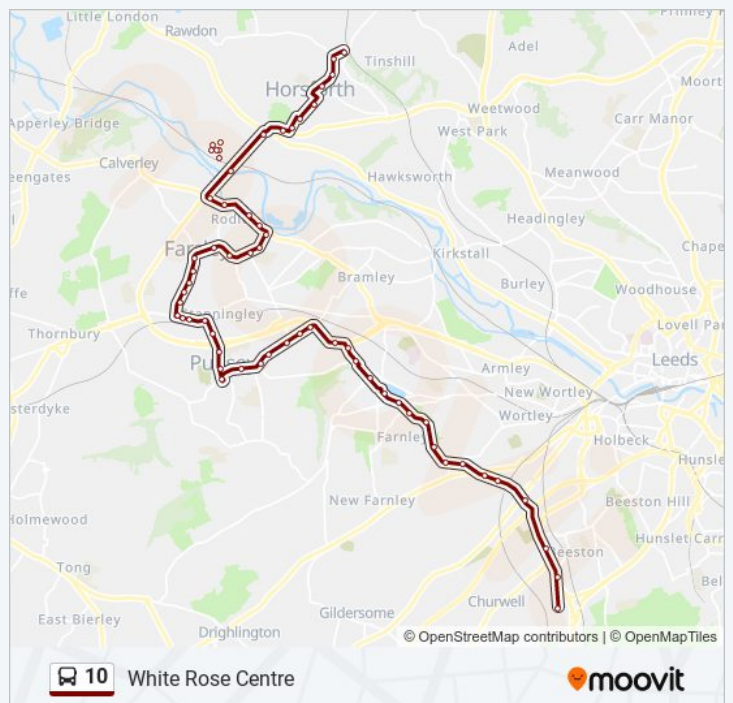 Little London
Rawdon
Tinshill
Adel
Horsforth
Moort
Apperley Bridge
Weetwood
West Park
Carr Manor
Calverley
eengates
Hawksworth
Meanwood
Headingley
Rod
Farsley
Kirkstall
Chape
ffe
Bramley
Burley
Woodhouse
Stanningley
Thornbury
Lovell Pa
Leeds
Pudsey
Armley
New Wortley
sterdyke
Wortley
Farnley
Holbeck
Hunsle
New Farnley
Beeston Hill
Holmewood
Hunslet Carr
Beeston
Tong
Bel
Churwell
East Bierley
Gildersome
Drighlington
© OpenStreetMap contributors | © OpenMapTiles
10 White Rose Centre
moovit